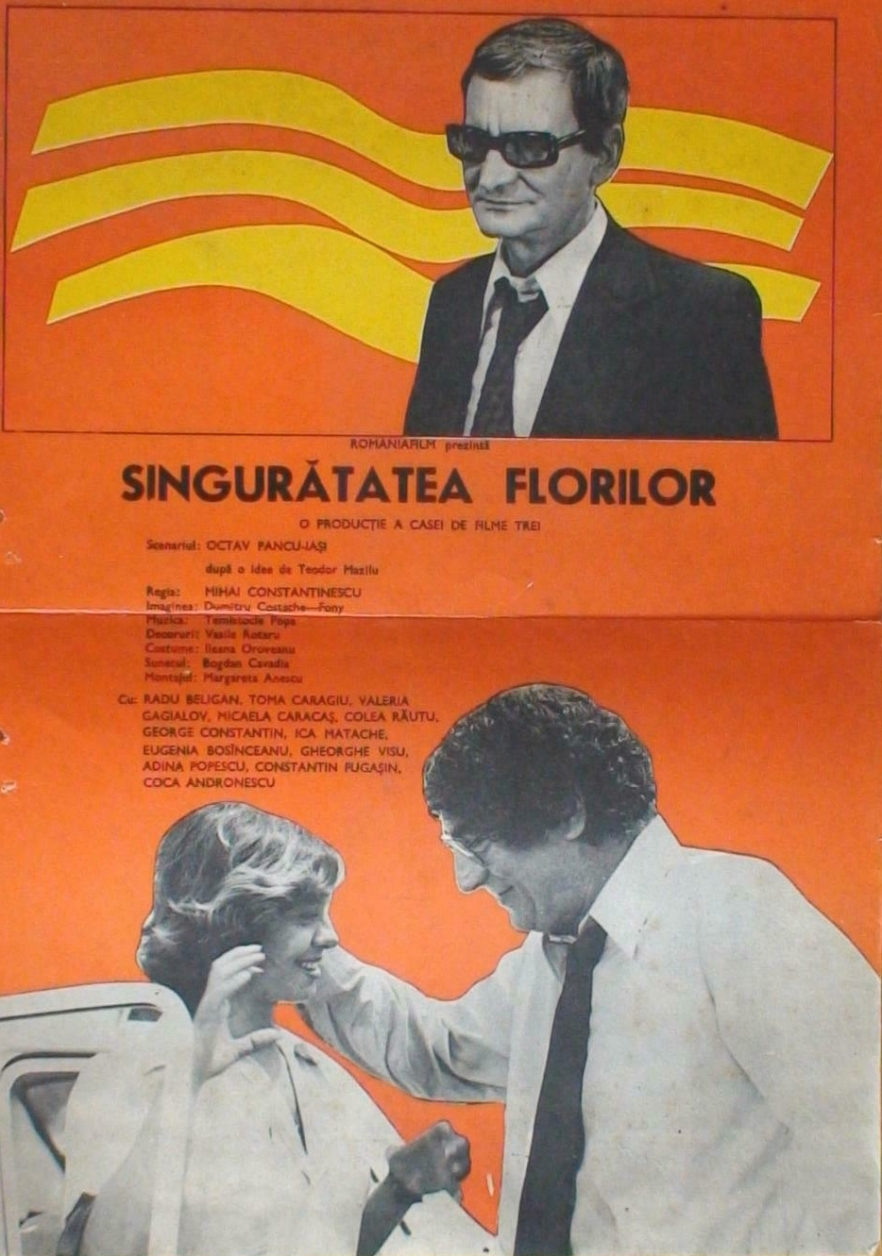 ROMANIAFILM prezintă
SINGURĂTATEA FLORILOR
O PRODUCȚIE A CASEI DE FILME TREI
Scenariul: OCTAV PANCU-IAȘI
după o idee de Teodor Mazilu
Regia: MIHAI CONSTANTINESCU
Imaginea: Dumitru Costache—Fony
Muzica: Temistocle Popa
Decoruri: Vasile Rotaru
Costume: Ileana Oroveanu
Sunetul: Bogdan Cavadia
Montajul: Margareta Anescu
Cu: RADU BELIGAN, TOMA CARAGIU, VALERIA
GAGIALOV, MICAELA CARACAȘ, COLEA RĂUTU,
GEORGE CONSTANTIN, ICA MATACHE,
EUGENIA BOSÎNCEANU, GHEORGHE VISU,
ADINA POPESCU, CONSTANTIN FUGAȘIN,
COCA ANDRONESCU